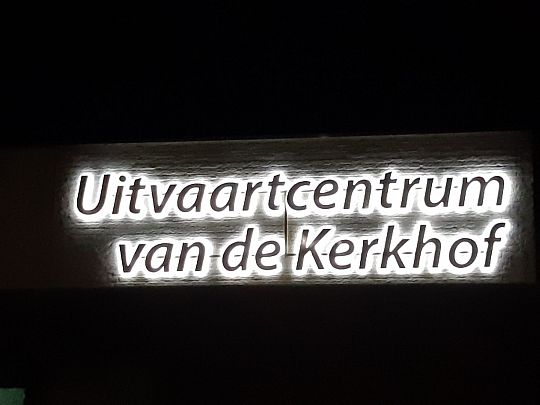 Uitvaartcentrum
van de Kerkhof